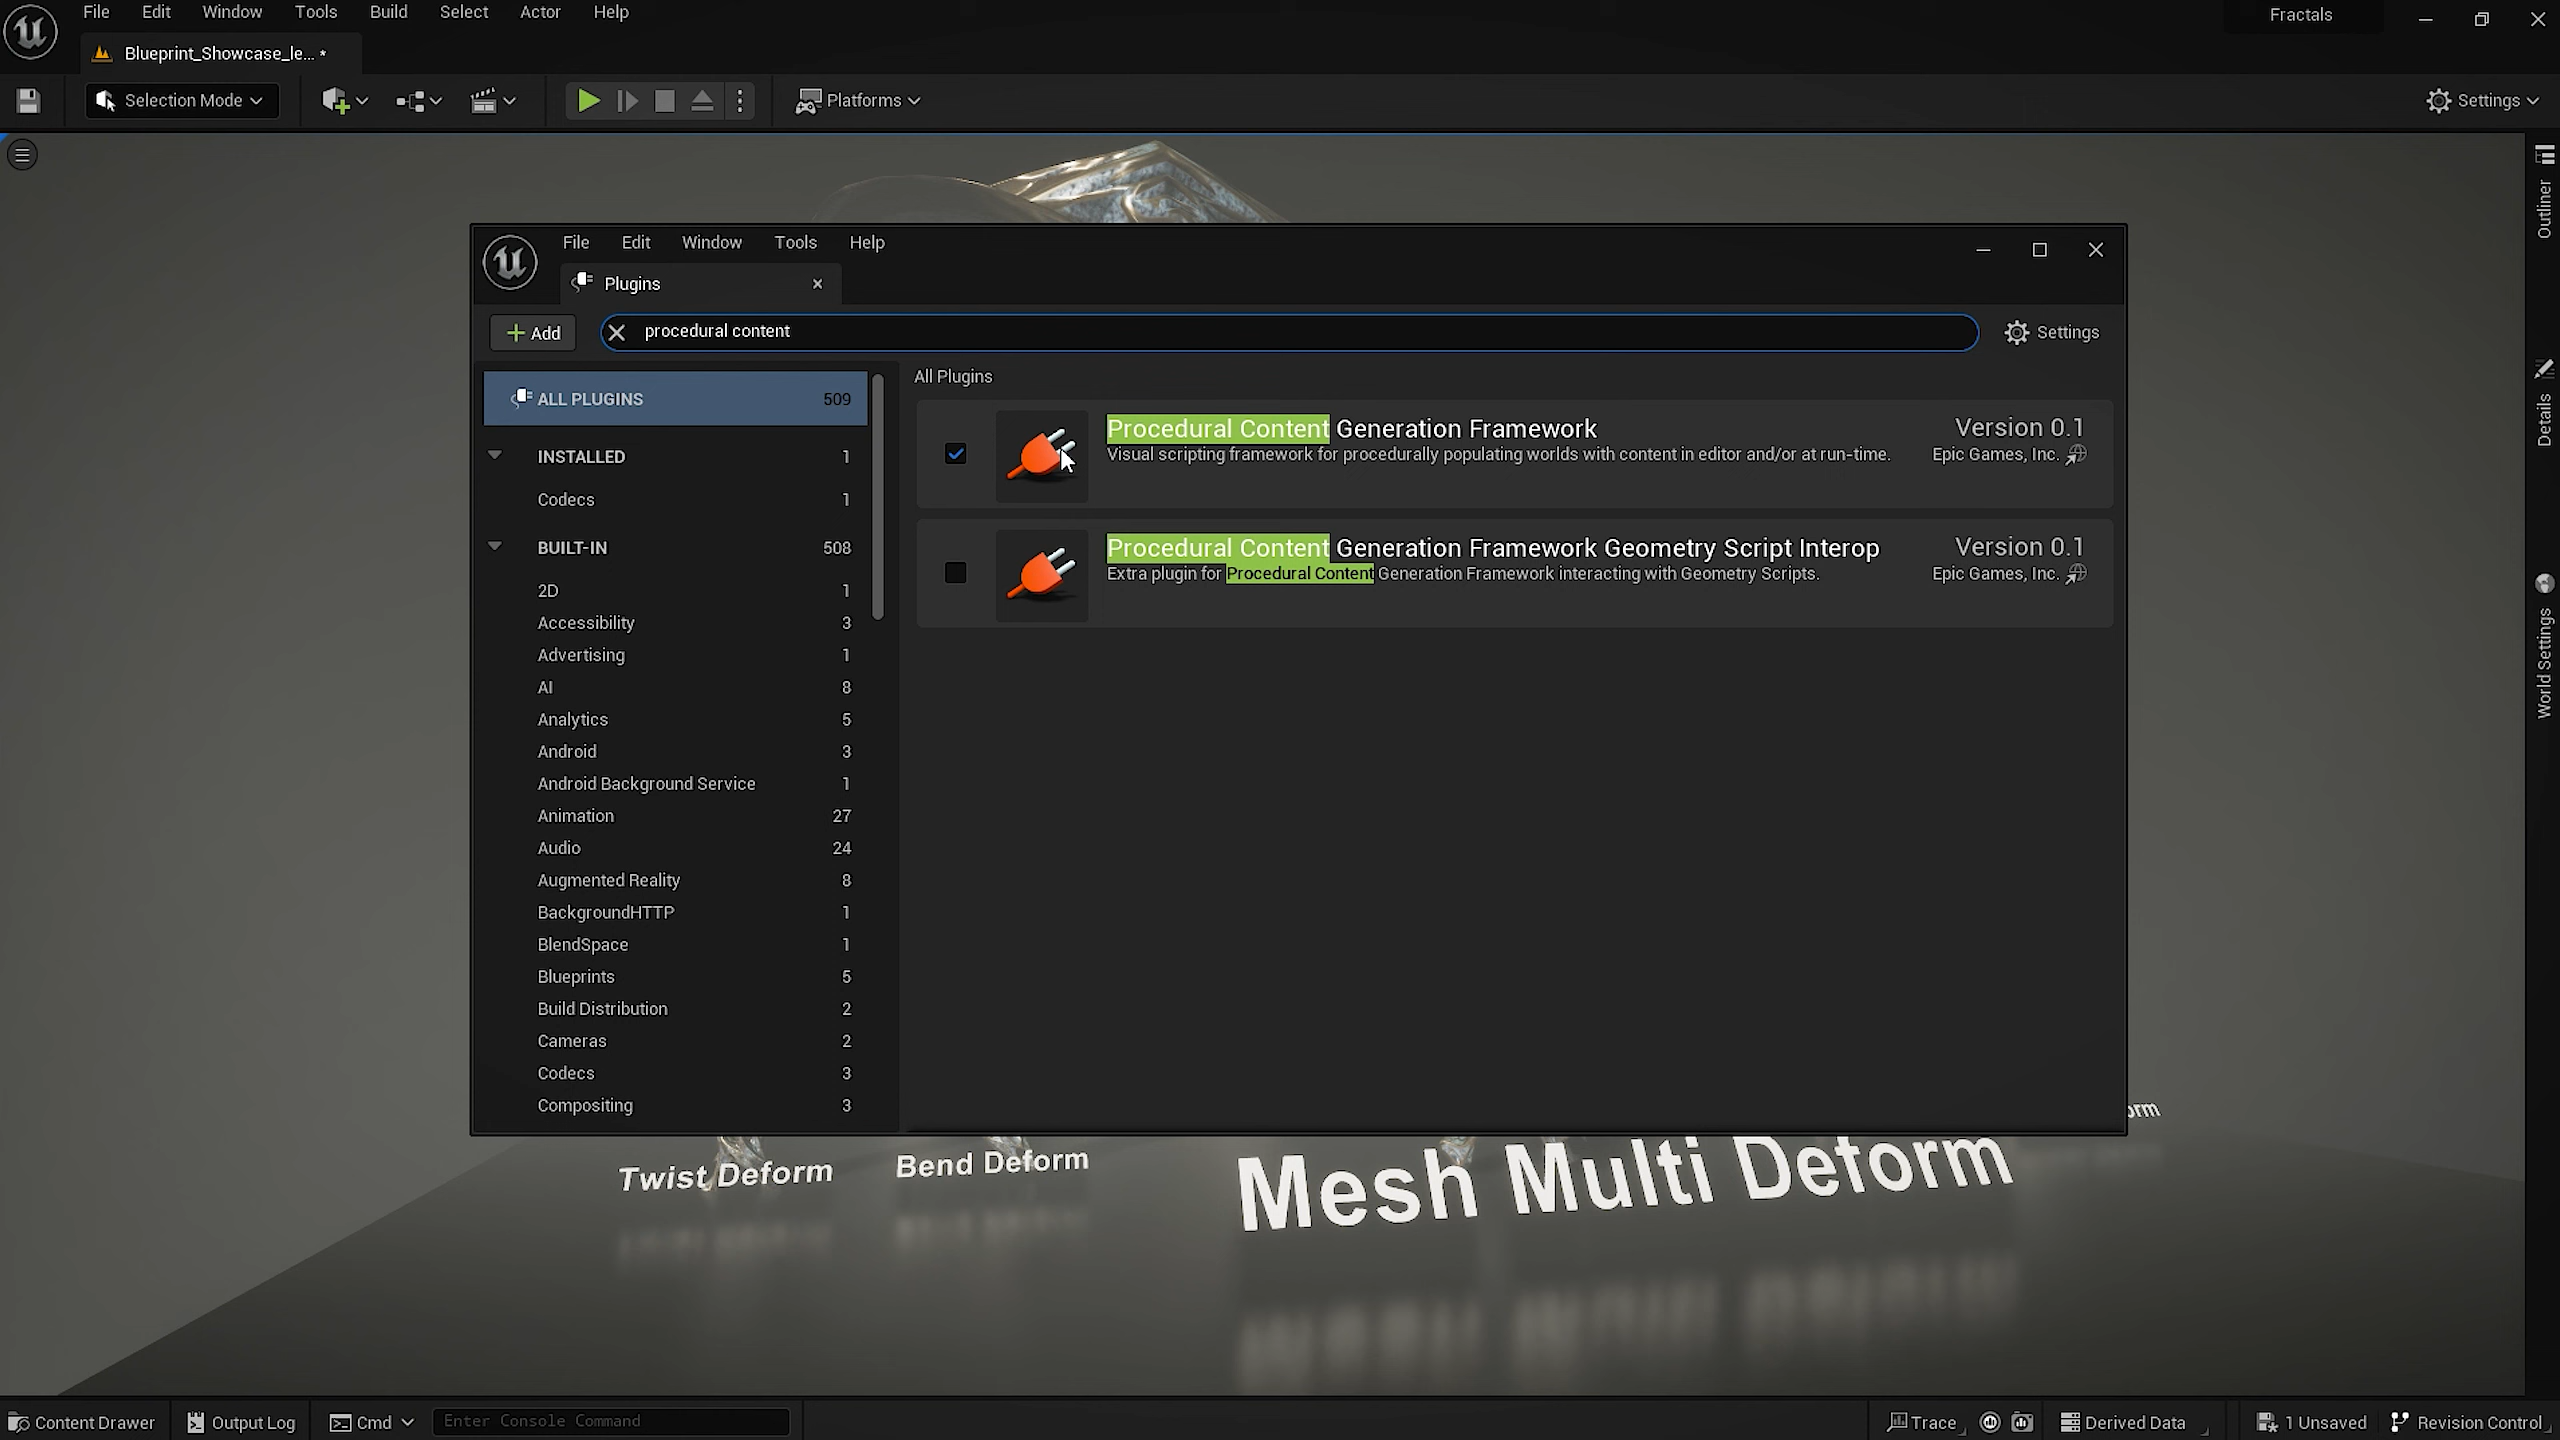 File Edit Window Tools Build Select Actor Help
Fractals
Blueprint_Showcase_le... *
Selection Mode
Platforms
Settings
File Edit Window Tools Help
Plugins
Add
procedural content
Settings
ALL PLUGINS 509
INSTALLED 1
Codecs 1
BUILT-IN 508
2D 1
Accessibility 3
Advertising 1
AI 8
Analytics 5
Android 3
Android Background Service 1
Animation 27
Audio 24
Augmented Reality 8
BackgroundHTTP 1
BlendSpace 1
Blueprints 5
Build Distribution 2
Cameras 2
Codecs 3
Compositing 3
All Plugins
Procedural Content Generation Framework
Version 0.1
Visual scripting framework for procedurally populating worlds with content in editor and/or at run-time.
Epic Games, Inc.
Procedural Content Generation Framework Geometry Script Interop
Version 0.1
Extra plugin for Procedural Content Generation Framework interacting with Geometry Scripts.
Epic Games, Inc.
Outliner
Details
World Settings
Twist Deform
Bend Deform
Mesh Multi Deform
Content Drawer
Output Log
Cmd
Enter Console Command
Trace
Derived Data
1 Unsaved
Revision Control